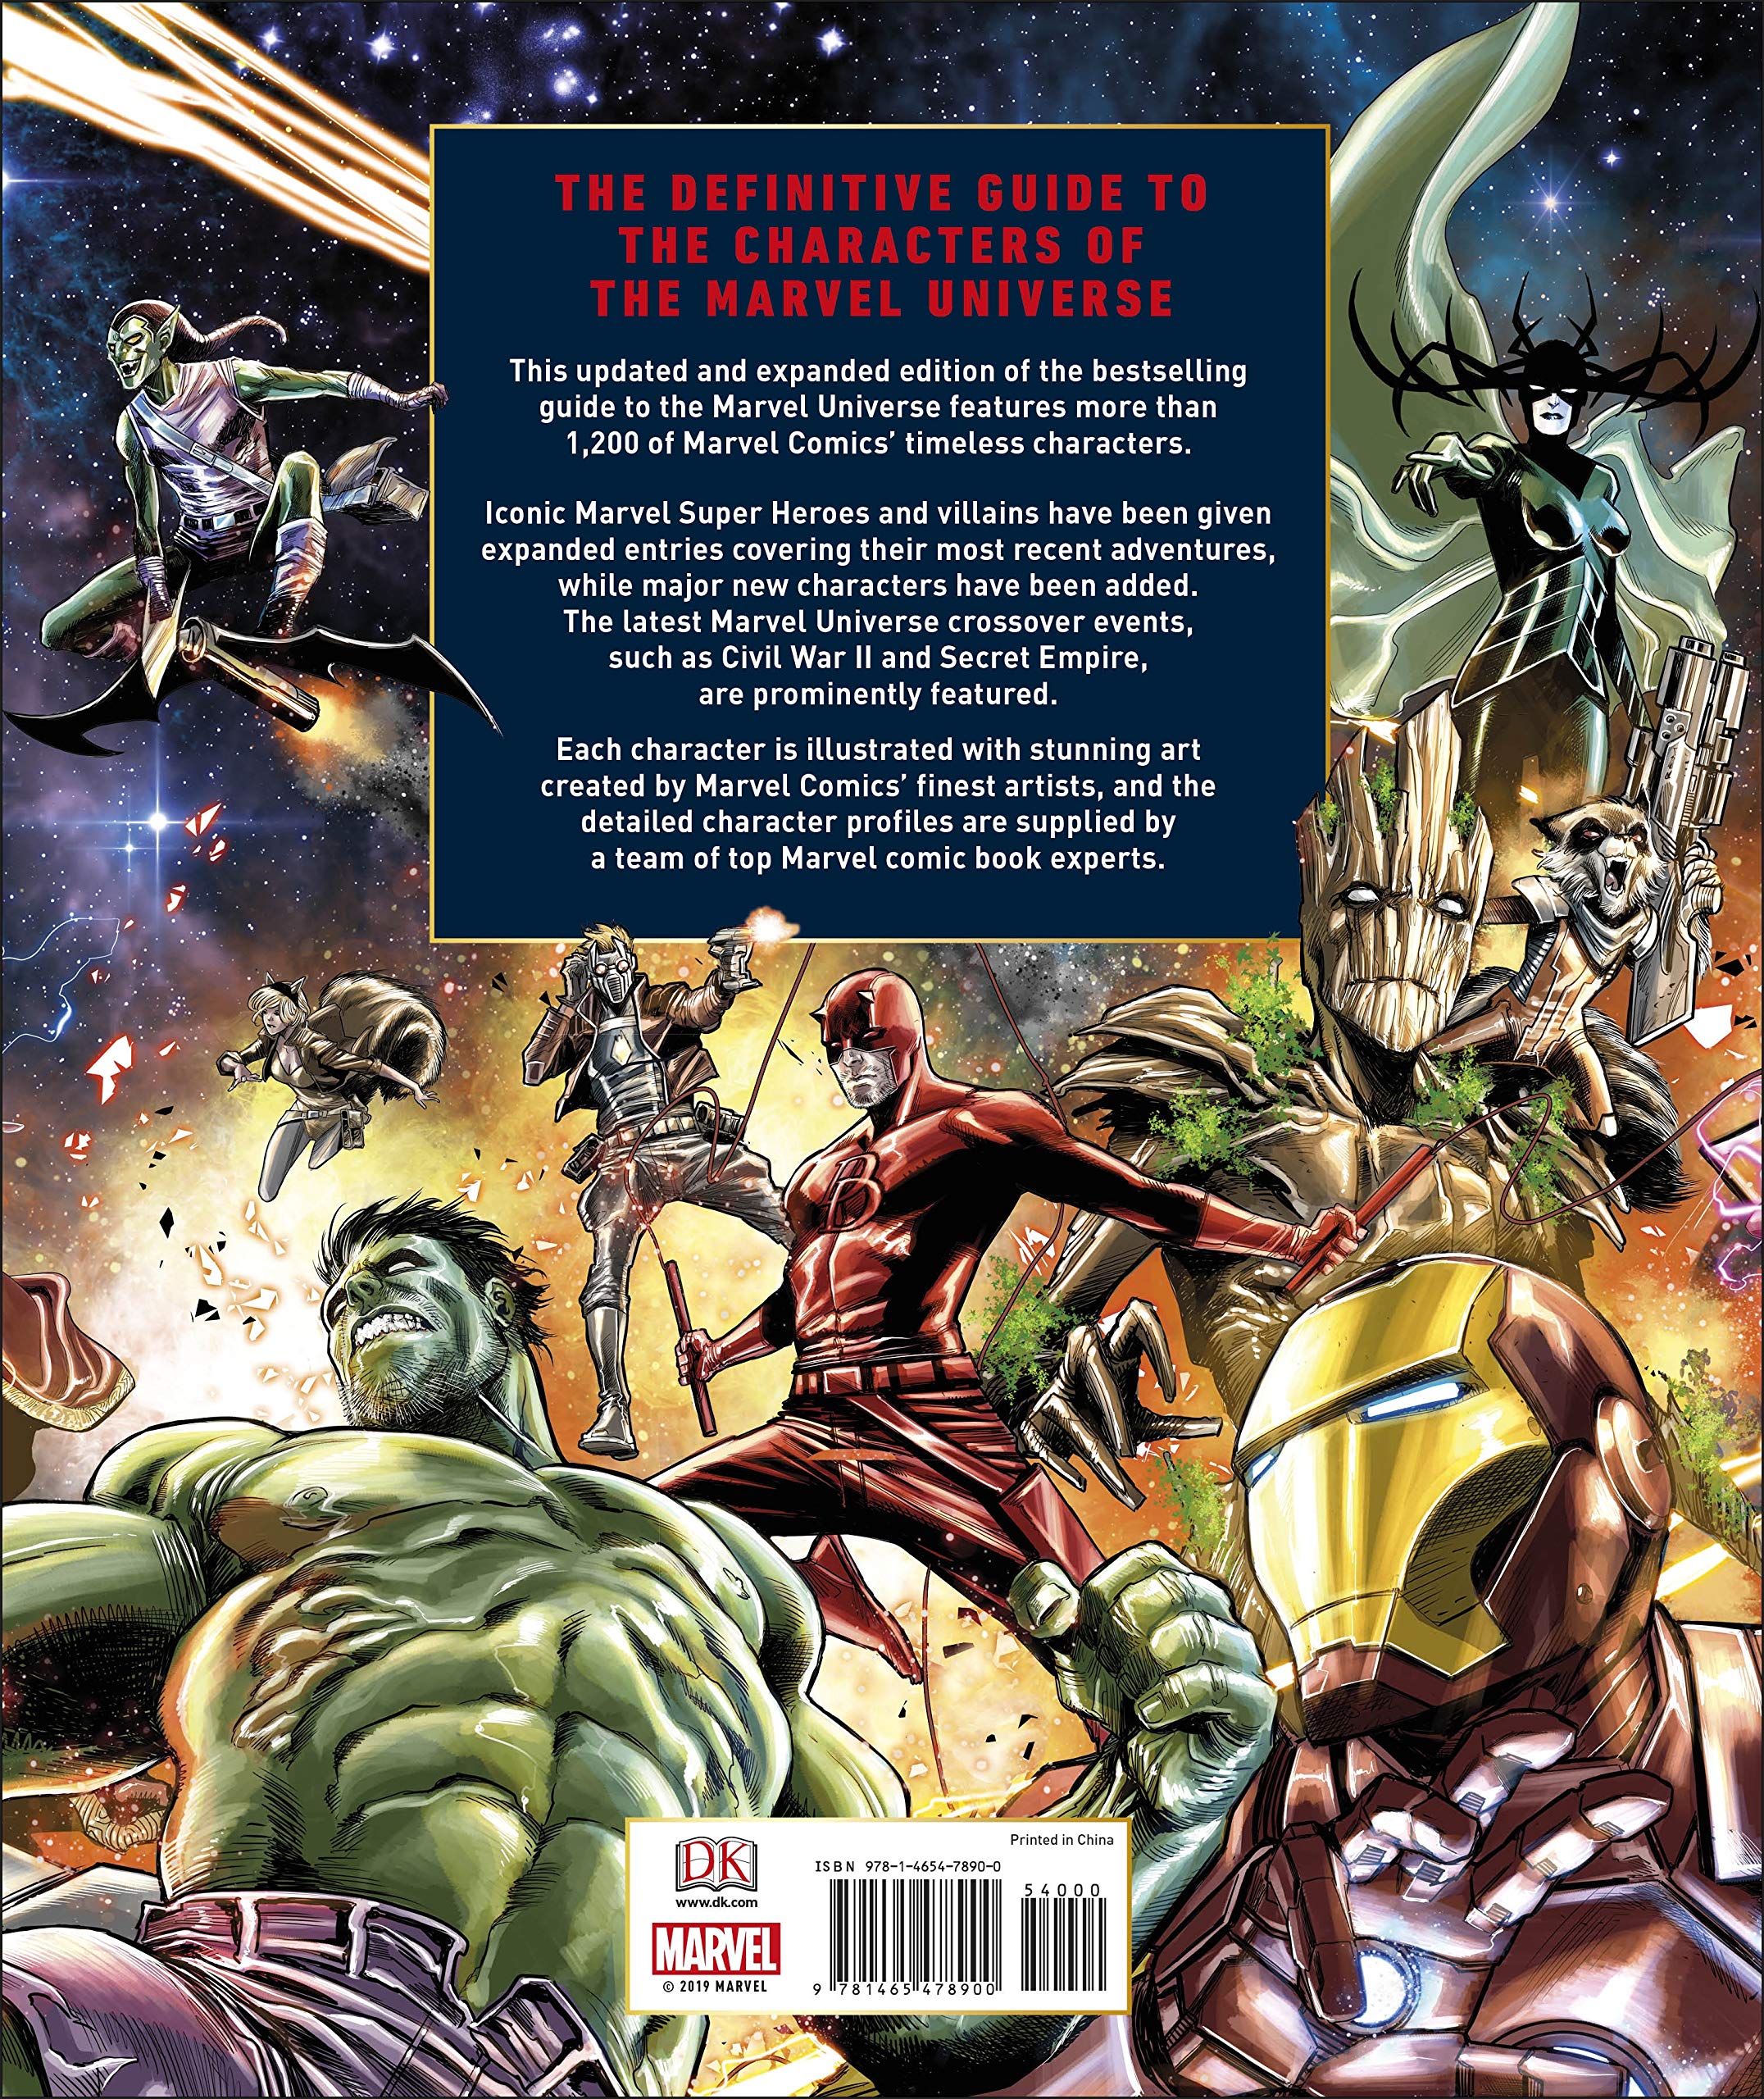 THE DEFINITIVE GUIDE TO
THE CHARACTERS OF
THE MARVEL UNIVERSE
This updated and expanded edition of the bestselling
guide to the Marvel Universe features more than
1,200 of Marvel Comics’ timeless characters.
Iconic Marvel Super Heroes and villains have been given
expanded entries covering their most recent adventures,
while major new characters have been added.
The latest Marvel Universe crossover events,
such as Civil War II and Secret Empire,
are prominently featured.
Each character is illustrated with stunning art
created by Marvel Comics’ finest artists, and the
detailed character profiles are supplied by
a team of top Marvel comic book experts.
DD
DK
www.dk.com
MARVEL
© 2019 MARVEL
Printed in China
ISBN 978-1-4654-7890-0
54000
9 781465 478900